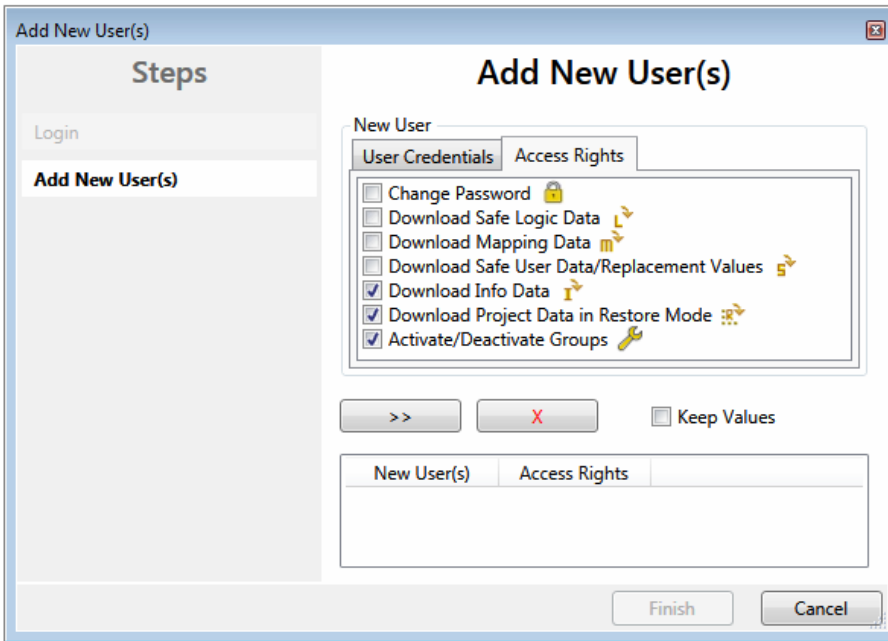 Add New User(s)
Steps
Add New User(s)
Login
Add New User(s)
New User
User Credentials
Access Rights
Change Password
Download Safe Logic Data L
Download Mapping Data m
Download Safe User Data/Replacement Values S
Download Info Data I
Download Project Data in Restore Mode R
Activate/Deactivate Groups
>>
X
Keep Values
New User(s)
Access Rights
Finish
Cancel